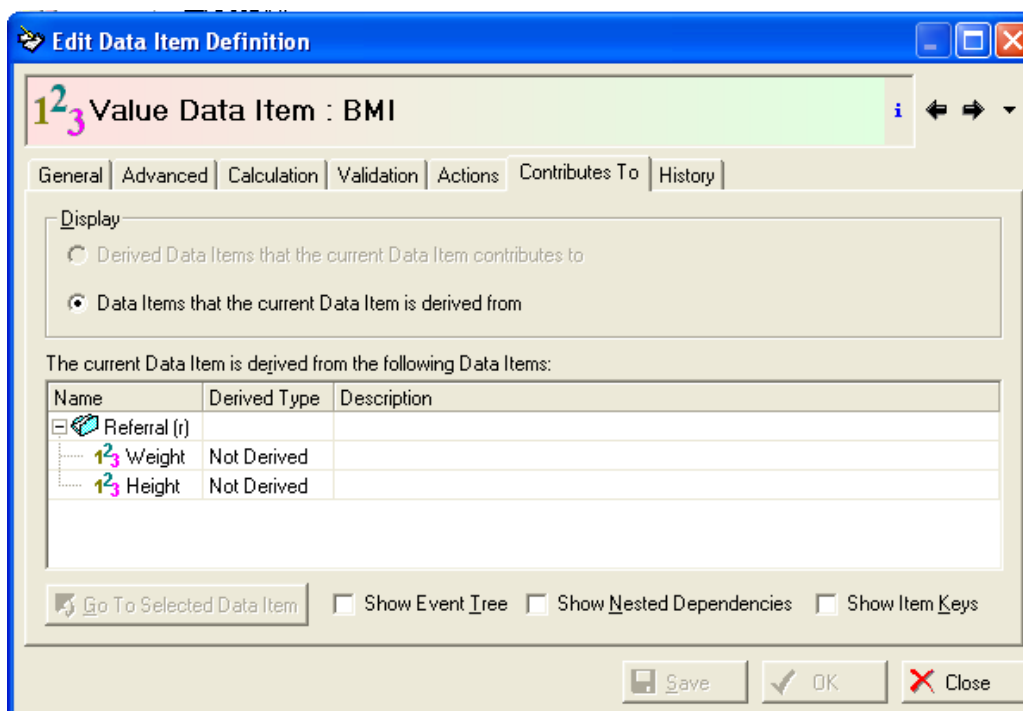 Edit Data Item Definition
123 Value Data Item : BMI i
General Advanced Calculation Validation Actions Contributes To History
Display
Derived Data Items that the current Data Item contributes to
Data Items that the current Data Item is derived from
The current Data Item is derived from the following Data Items:
Name Derived Type Description
Referral (r)
123 Weight Not Derived
123 Height Not Derived
Go To Selected Data Item Show Event Tree Show Nested Dependencies Show Item Keys
Save OK Close